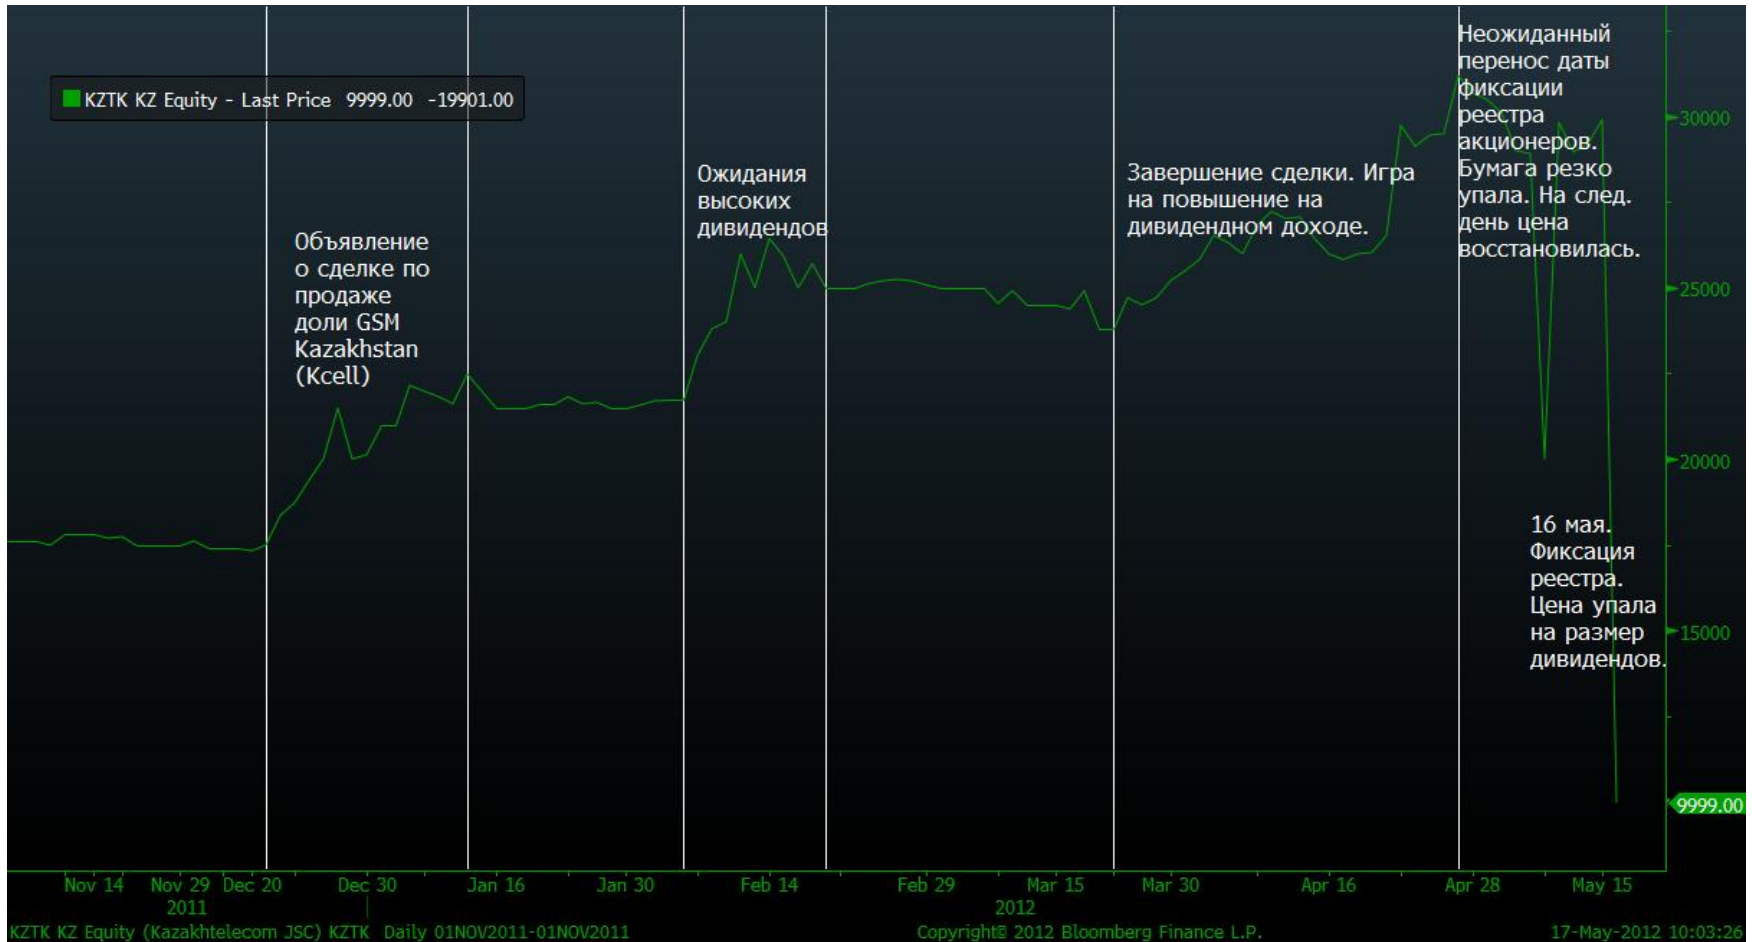 KZTK KZ Equity - Last Price 9999.00 -19901.00
Объявление
о сделке по
продаже
доли GSM
Kazakhstan
(Kcell)
Ожидания
высоких
дивидендов
Завершение сделки. Игра
на повышение на
дивидендном доходе.
Неожиданный
перенос даты
фиксации
реестра
акционеров.
Бумага резко
упала. На след.
день цена
восстановилась.
16 мая.
Фиксация
реестра.
Цена упала
на размер
дивидендов.
30000
25000
20000
15000
9999.00
Nov 14 Nov 29 Dec 20 Dec 30 Jan 16 Jan 30 Feb 14 Feb 29 Mar 15 Mar 30 Apr 16 Apr 28 May 15
2011 2012
KZTK KZ Equity (Kazakhtelecom JSC) KZTK Daily 01NOV2011-01NOV2011 Copyright© 2012 Bloomberg Finance L.P. 17-May-2012 10:03:26